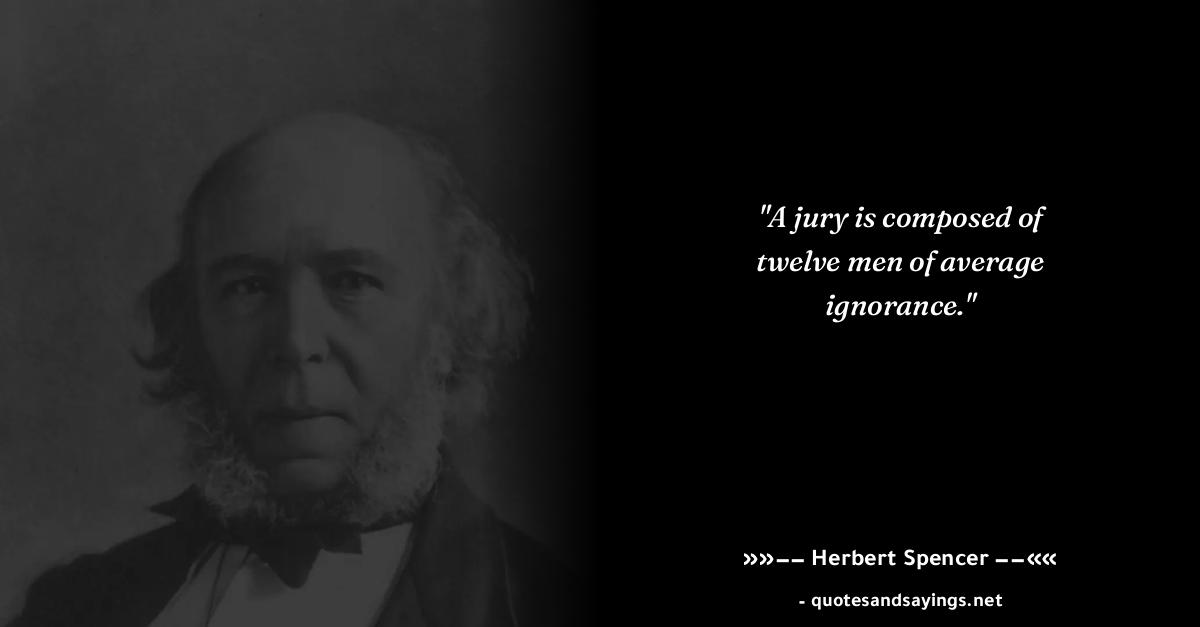 "A jury is composed of
twelve men of average
ignorance."
»»–– Herbert Spencer ––««
- quotesandsayings.net